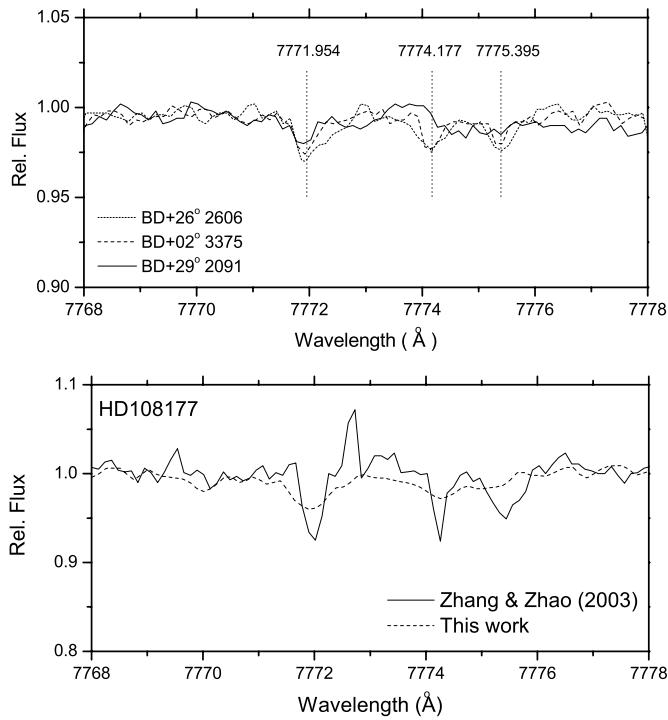 1.05
7771.954 7774.177 7775.395
1.00
Rel. Flux
0.95
BD+26° 2606
BD+02° 3375
BD+29° 2091
0.90
7768 7770 7772 7774 7776 7778
Wavelength ( Å )
1.1
HD108177
1.0
Rel. Flux
0.9
Zhang & Zhao (2003)
This work
0.8
7768 7770 7772 7774 7776 7778
Wavelength (Å)